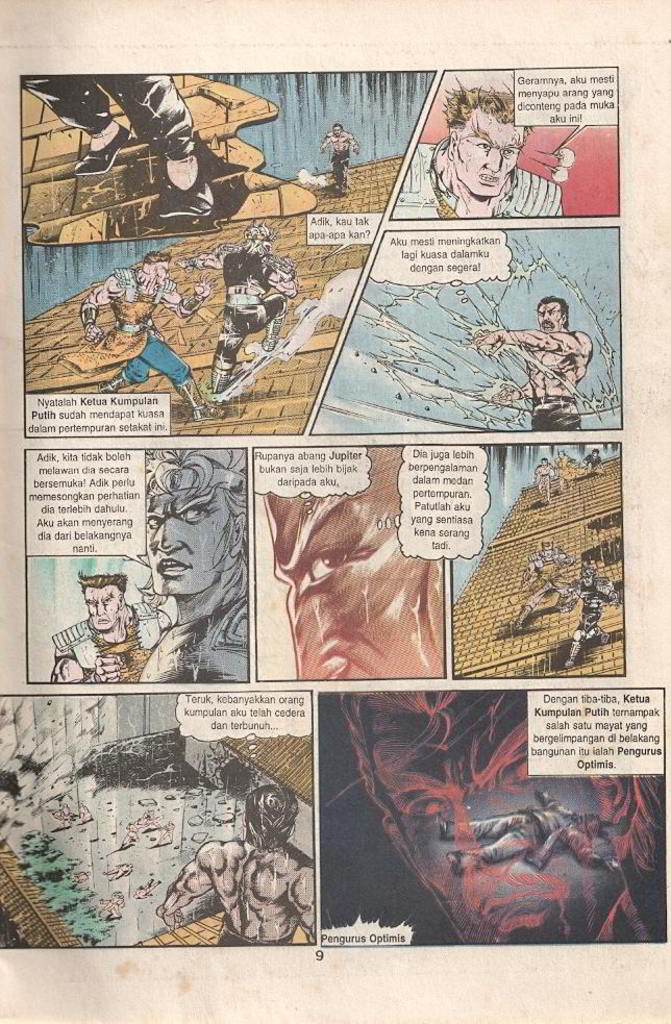 Adik, kau tak
apa-apa kan?
Nyatalah Ketua Kumpulan
Putih sudah mendapat kuasa
dalam pertempuran setakat ini.
Geramnya, aku mesti
menyapu arang yang
diconteng pada muka
aku ini!
Aku mesti meningkatkan
lagi kuasa dalamku
dengan segera!
Adik, kita tidak boleh
melawan dia secara
bersemuka! Adik perlu
memesongkan perhatian
dia terlebih dahulu.
Aku akan menyerang
dia dari belakangnya
nanti.
Rupanya abang Jupiter
bukan saja lebih bijak
daripada aku,
Dia juga lebih
berpengalaman
dalam medan
pertempuran.
Patutlah aku
yang sentiasa
kena serang
tadi.
Teruk, kebanyakkan orang
kumpulan aku telah cedera
dan terbunuh...
Dengan tiba-tiba, Ketua
Kumpulan Putih ternampak
salah satu mayat yang
bergelimpangan di belakang
bangunan itu ialah Pengurus
Optimis.
Pengurus Optimis
9